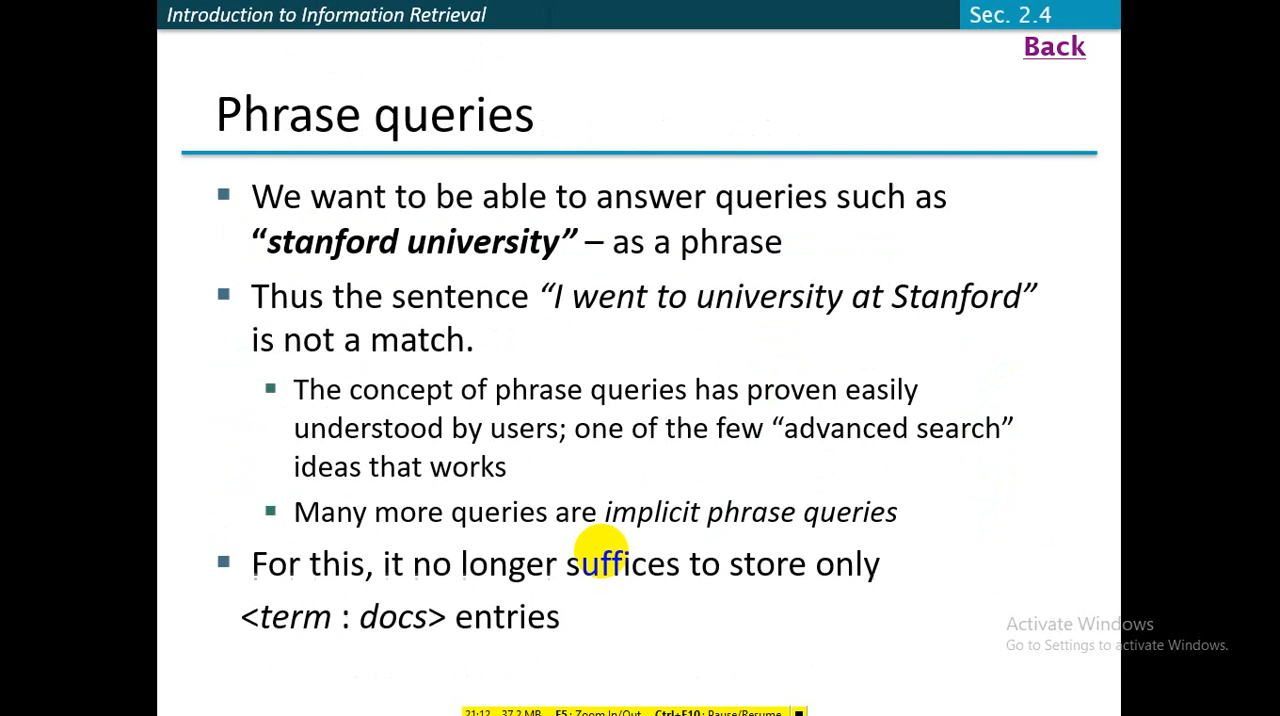 Introduction to Information Retrieval
Sec. 2.4
Back
Phrase queries
We want to be able to answer queries such as
“stanford university” – as a phrase
Thus the sentence “I went to university at Stanford”
is not a match.
The concept of phrase queries has proven easily
understood by users; one of the few “advanced search”
ideas that works
Many more queries are implicit phrase queries
For this, it no longer suffices to store only
<term : docs> entries
Activate Windows
Go to Settings to activate Windows.
21:12 37.2 MB F5: Zoom In/Out Ctrl+F10: Pause/Resume